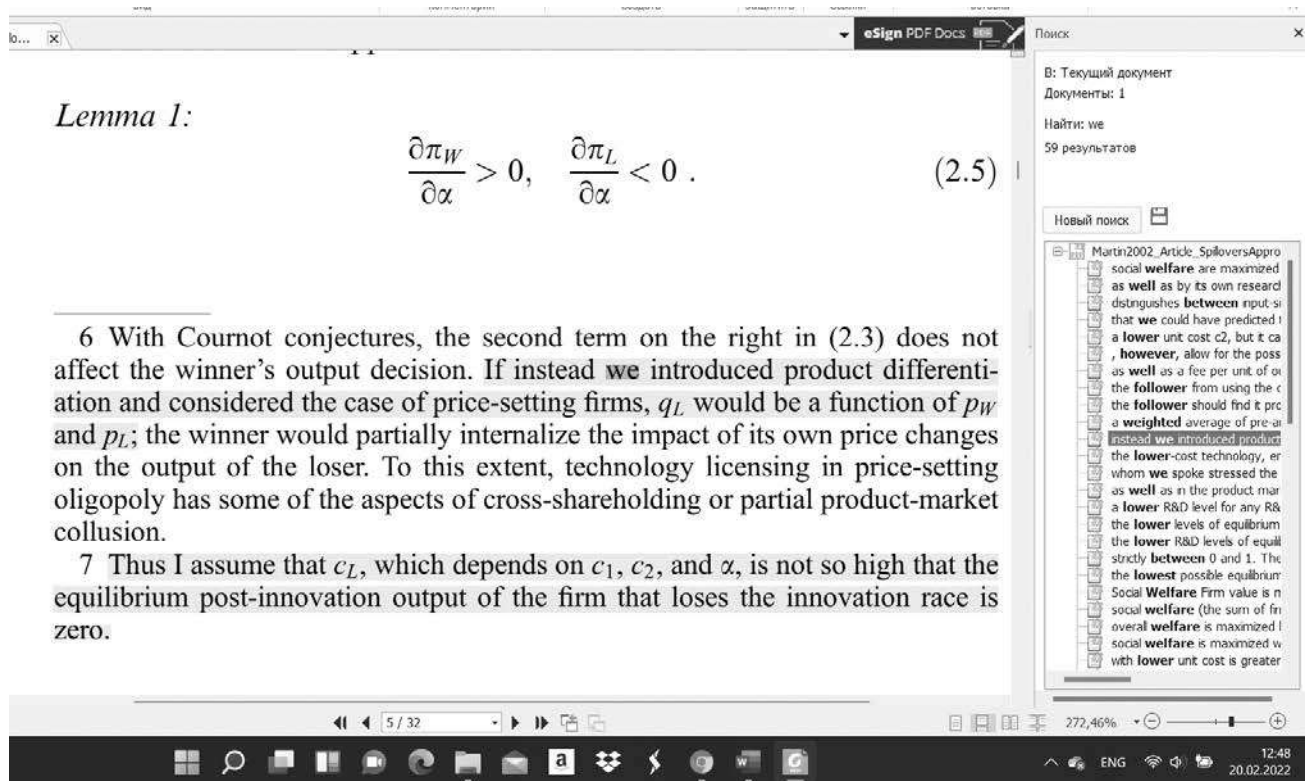 lo...
eSign PDF Docs
Поиск
Lemma 1:
∂π_W/∂α > 0, ∂π_L/∂α < 0 . (2.5)
6 With Cournot conjectures, the second term on the right in (2.3) does not
affect the winner's output decision. If instead we introduced product differenti-
ation and considered the case of price-setting firms, q_L would be a function of p_W
and p_L; the winner would partially internalize the impact of its own price changes
on the output of the loser. To this extent, technology licensing in price-setting
oligopoly has some of the aspects of cross-shareholding or partial product-market
collusion.
7 Thus I assume that c_L, which depends on c_1, c_2, and α, is not so high that the
equilibrium post-innovation output of the firm that loses the innovation race is
zero.
В: Текущий документ
Документы: 1
Найти: we
59 результатов
Новый поиск
Martin2002_Article_SpilloversAppro
social welfare are maximized
as well as by its own research
distinguishes between input-si
that we could have predicted t
a lower unit cost c2, but it ca
, however, allow for the poss
as well as a fee per unit of ou
the follower from using the c
the follower should find it pro
a weighted average of pre-a
instead we introduced product
the lower-cost technology, er
whom we spoke stressed the
as well as in the product mar
a lower R&D level for any R&
the lower levels of equilibrium
the lower R&D levels of equili
strictly between 0 and 1. The
the lowest possible equilibrium
Social Welfare Firm value is n
social welfare (the sum of fir
overall welfare is maximized l
social welfare is maximized w
with lower unit cost is greater
5 / 32
272,46%
ENG
12:48
20.02.2022